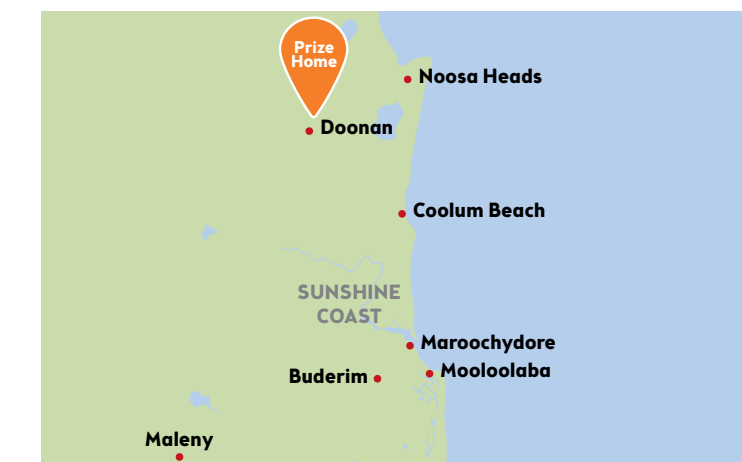 Prize
Home
Noosa Heads
Doonan
Coolum Beach
SUNSHINE
COAST
Maroochydore
Mooloolaba
Buderim
Maleny